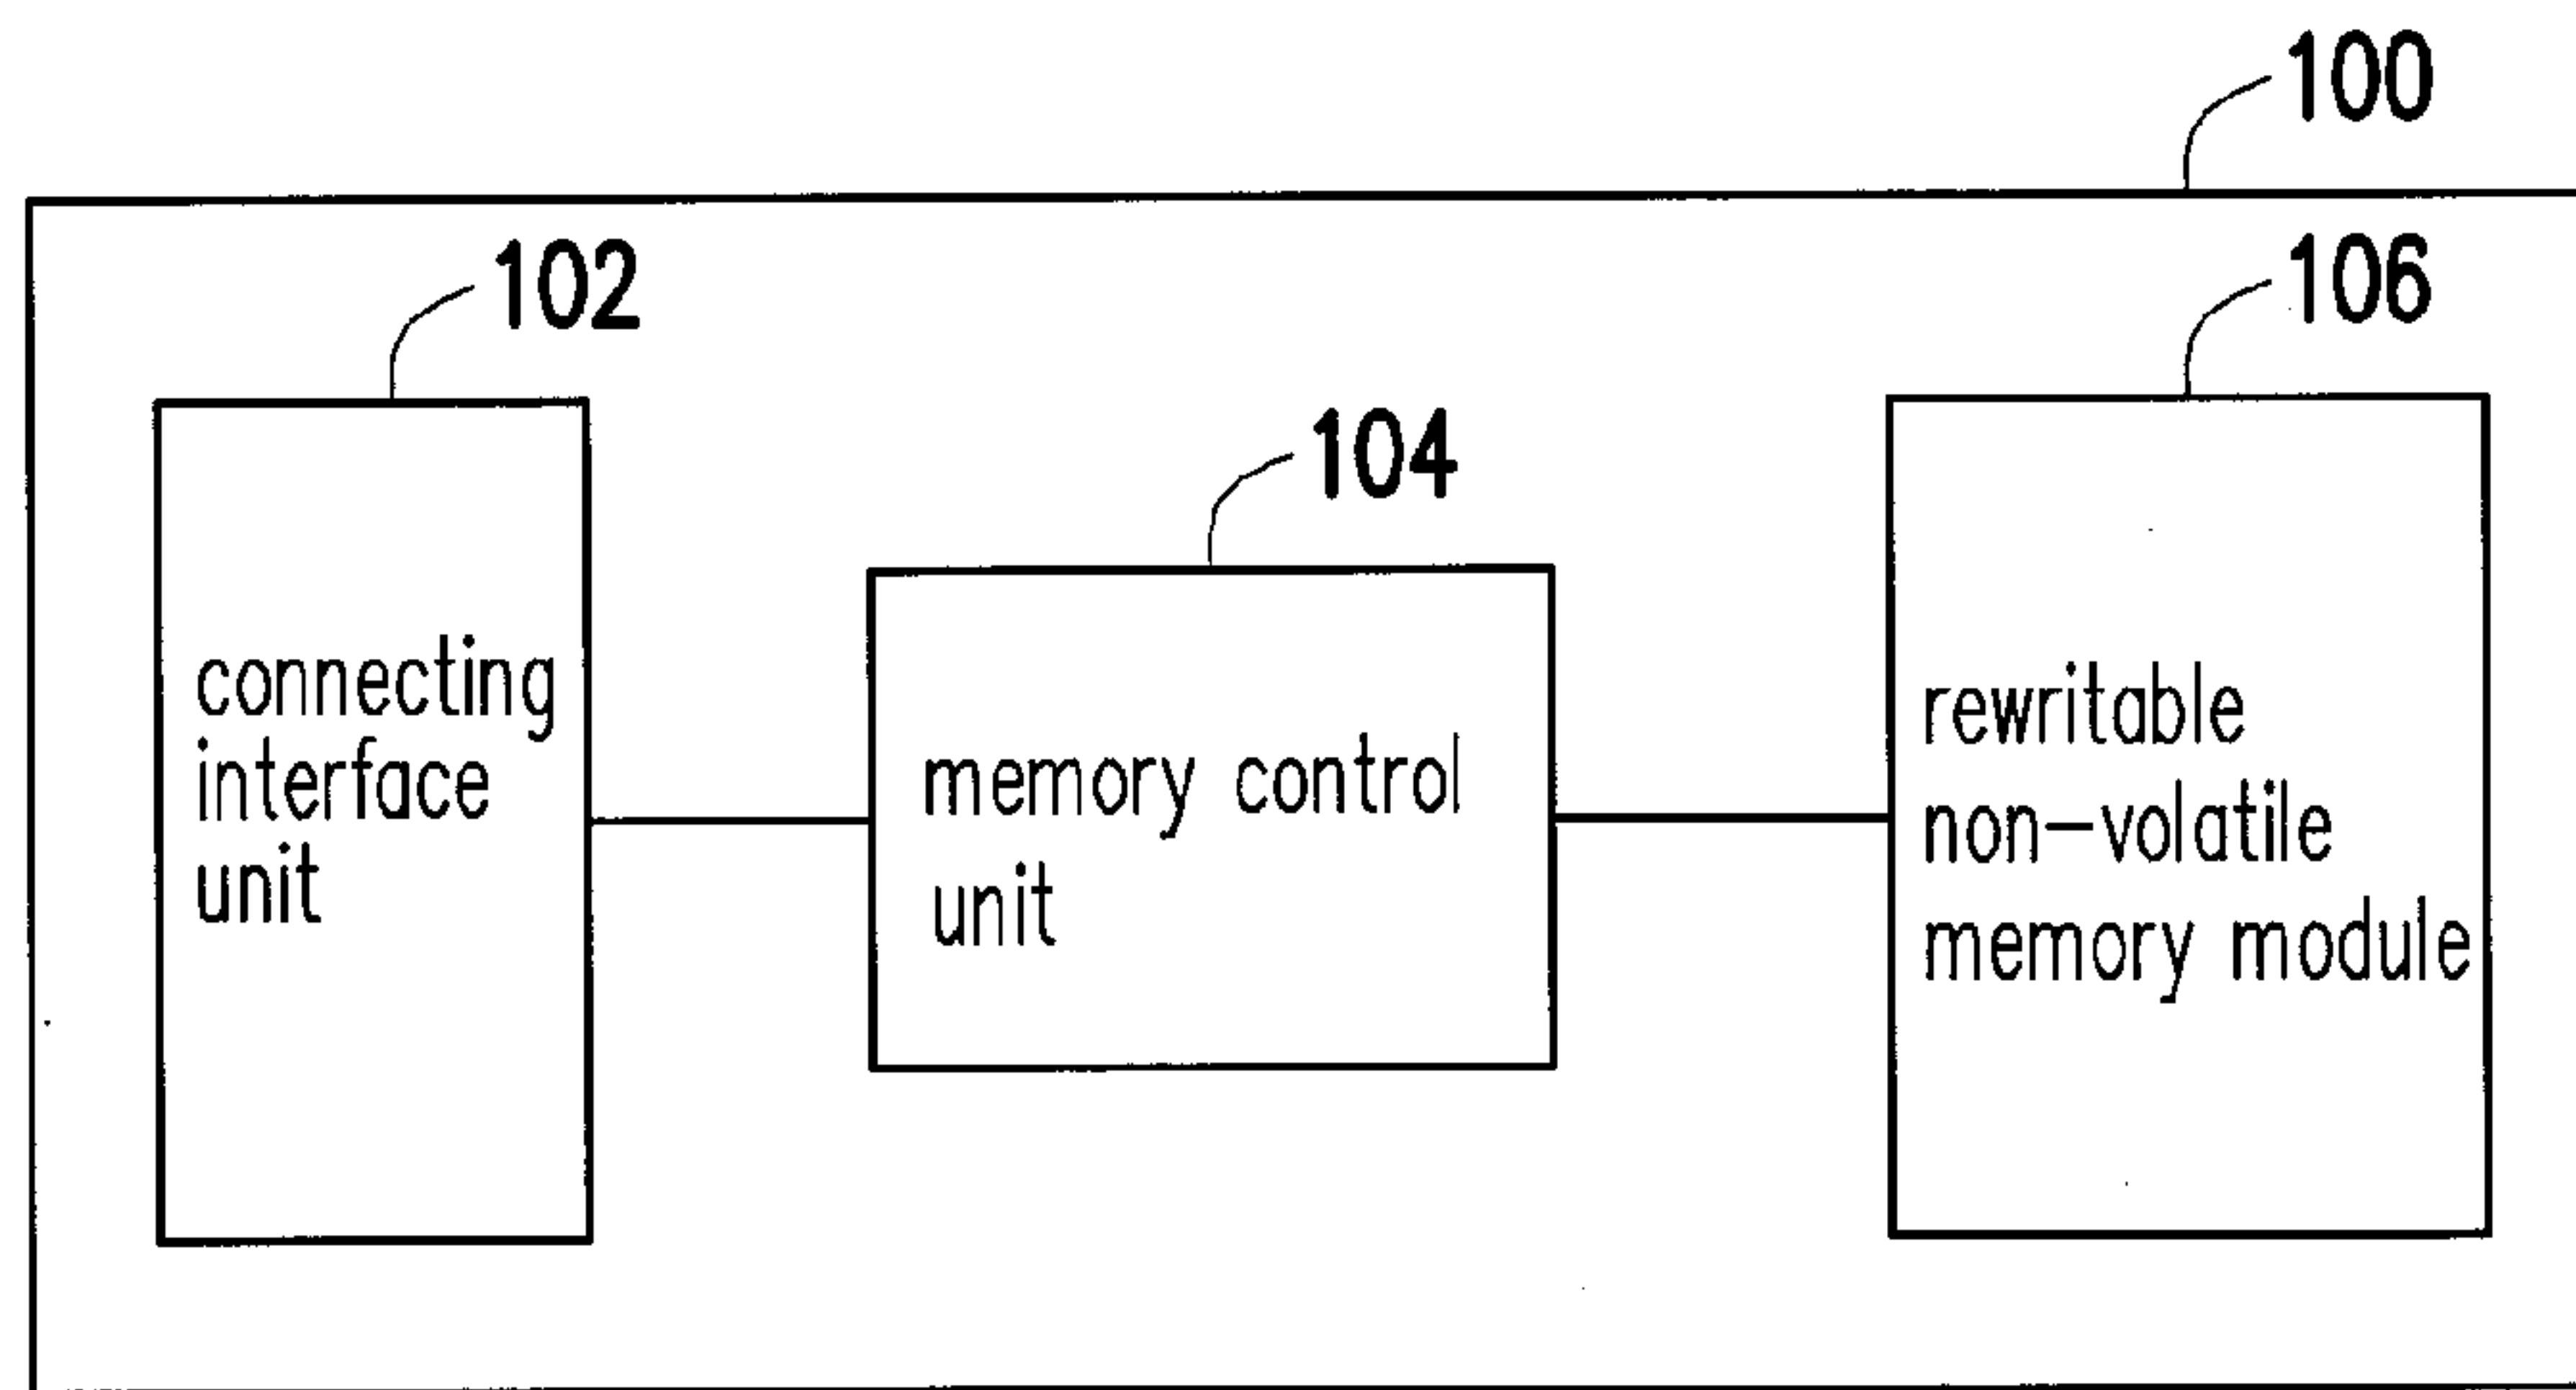 100
102
106
104
connecting
interface
unit
memory control
unit
rewritable
non-volatile
memory module